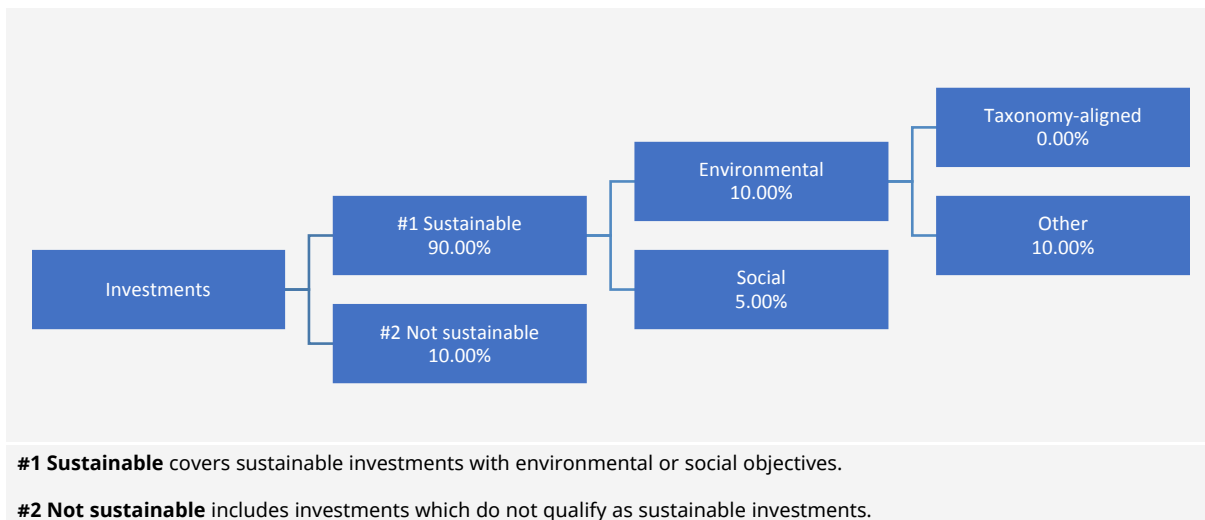 Taxonomy-aligned
0.00%
Environmental
10.00%
#1 Sustainable
90.00%
Other
10.00%
Investments
Social
5.00%
#2 Not sustainable
10.00%
#1 Sustainable covers sustainable investments with environmental or social objectives.
#2 Not sustainable includes investments which do not qualify as sustainable investments.